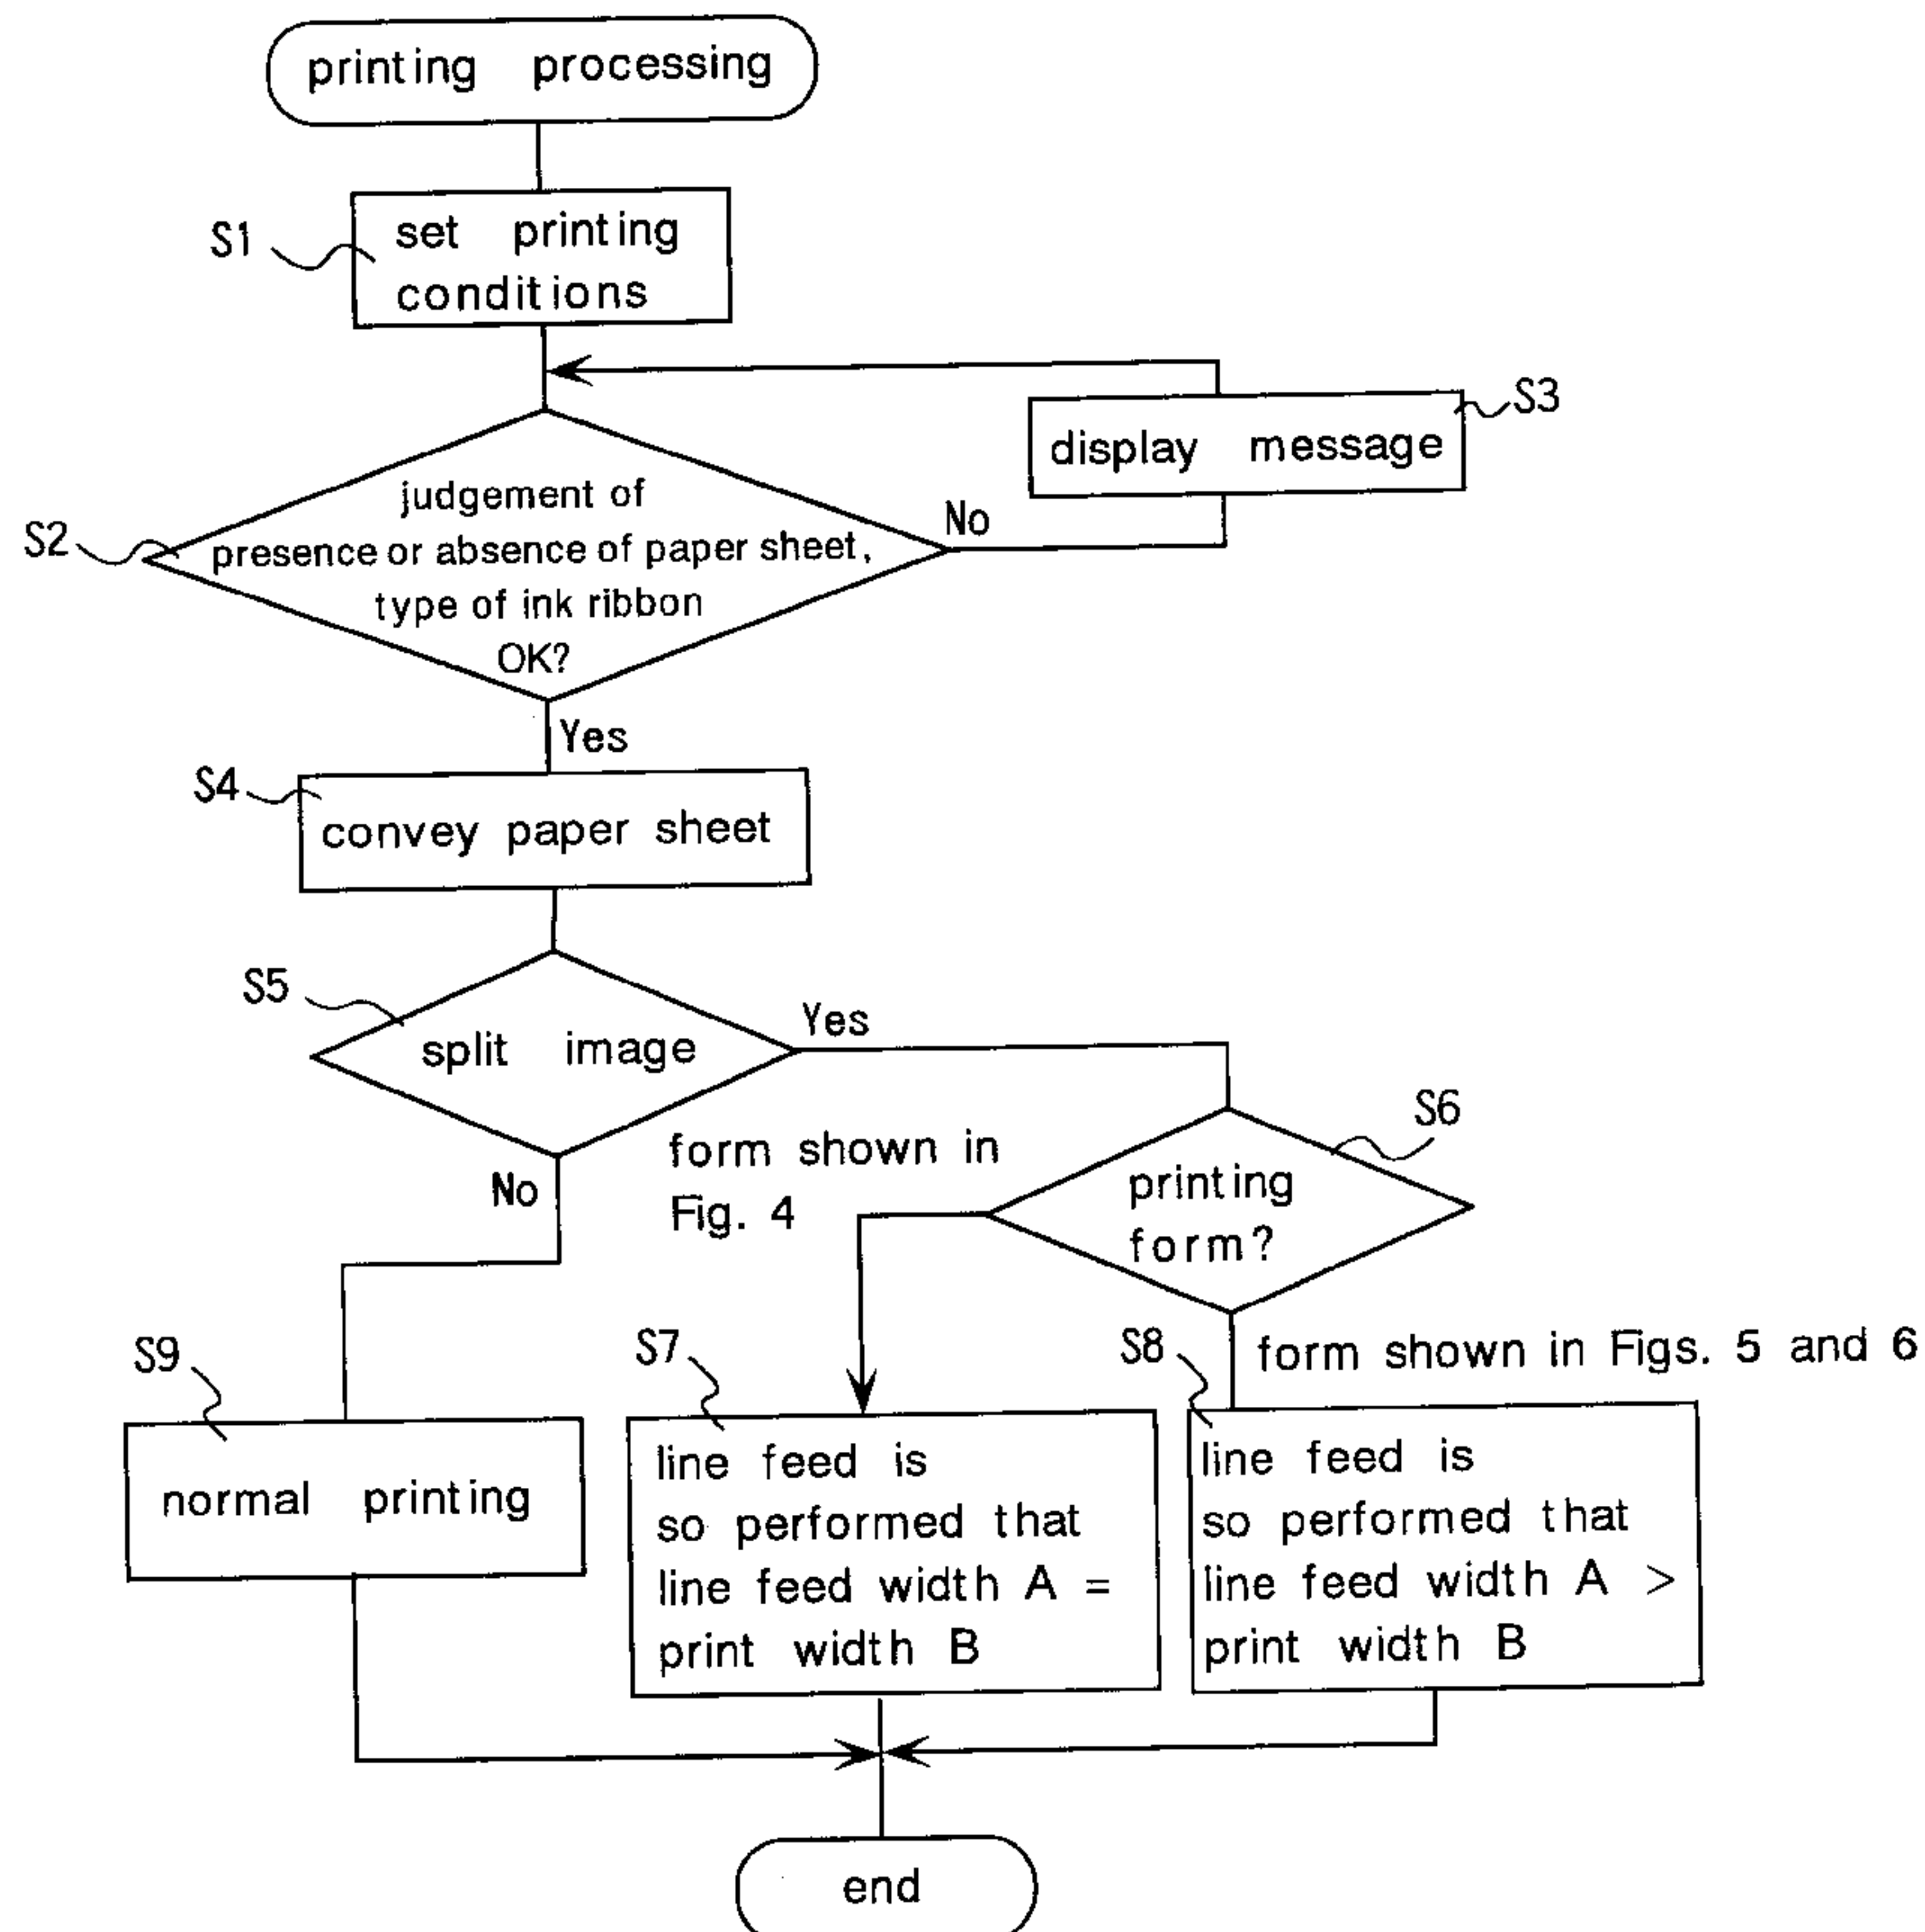 printing processing
S1
set printing
conditions
S3
display message
No
S2
judgement of
presence or absence of paper sheet,
type of ink ribbon
OK?
Yes
S4
convey paper sheet
S5
split image
Yes
No
S6
printing
form?
form shown in
Fig. 4
form shown in Figs. 5 and 6
S9
normal printing
S7
line feed is
so performed that
line feed width A =
print width B
S8
line feed is
so performed that
line feed width A >
print width B
end